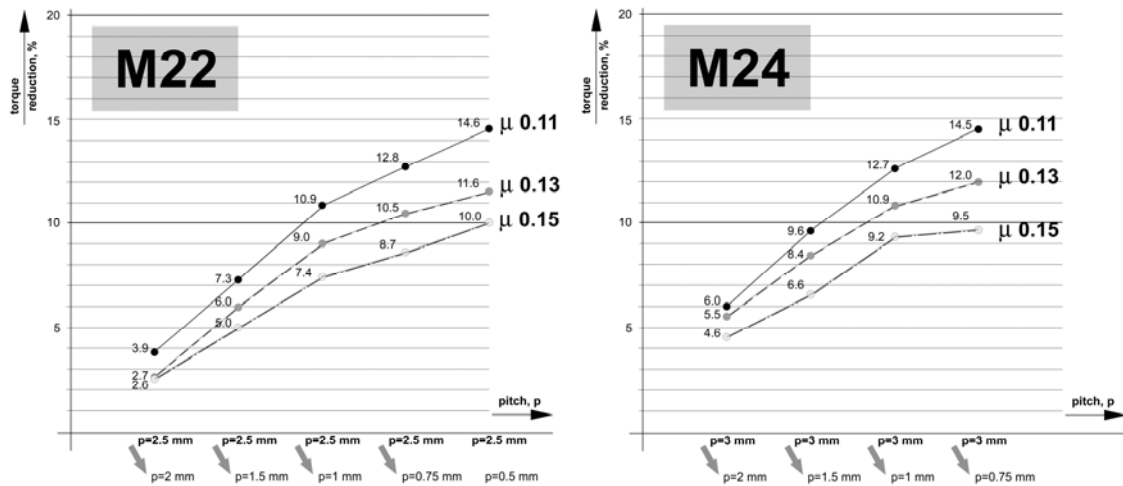 20
torque
reduction, %
M22
15
14.6
μ 0.11
12.8
11.6
μ 0.13
10.9
10.5
10
10.0
μ 0.15
9.0
8.7
7.3
7.4
6.0
5.0
5
3.9
2.7
2.6
pitch, p
p=2.5 mm
p=2.5 mm
p=2.5 mm
p=2.5 mm
p=2.5 mm
p=2 mm
p=1.5 mm
p=1 mm
p=0.75 mm
p=0.5 mm
20
torque
reduction, %
M24
15
14.5
μ 0.11
12.7
12.0
μ 0.13
10.9
10
9.6
9.5
μ 0.15
9.2
8.4
6.6
6.0
5.5
5
4.6
pitch, p
p=3 mm
p=3 mm
p=3 mm
p=3 mm
p=2 mm
p=1.5 mm
p=1 mm
p=0.75 mm